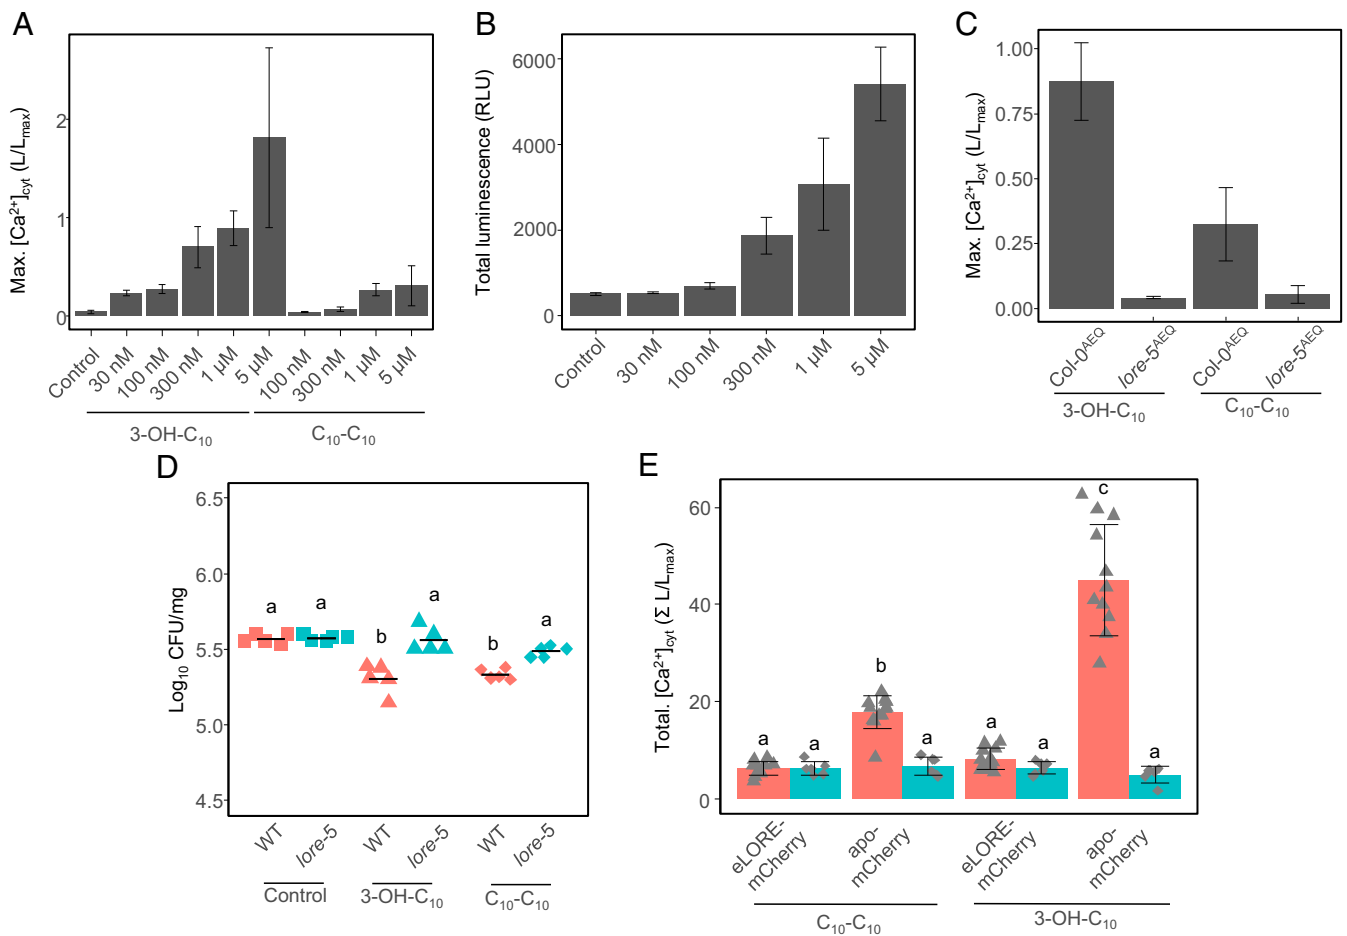 A
Max. [Ca²⁺]cyt (L/Lmax)
2
1
0
Control
30 nM
100 nM
300 nM
1 µM
5 µM
100 nM
300 nM
1 µM
5 µM
3-OH-C₁₀
C₁₀-C₁₀
B
Total luminescence (RLU)
6000
4000
2000
0
Control
30 nM
100 nM
300 nM
1 µM
5 µM
C
Max. [Ca²⁺]cyt (L/Lmax)
1.00
0.75
0.50
0.25
0.00
Col-0ᴬᴱQ
lore-5ᴬᴱQ
Col-0ᴬᴱQ
lore-5ᴬᴱQ
3-OH-C₁₀
C₁₀-C₁₀
D
Log₁₀ CFU/mg
6.5
6.0
5.5
5.0
4.5
a
a
b
a
b
a
WT
lore-5
WT
lore-5
WT
lore-5
Control
3-OH-C₁₀
C₁₀-C₁₀
E
Total. [Ca²⁺]cyt (Σ L/Lmax)
60
40
20
0
a
a
b
a
a
a
c
a
eLORE-
mCherry
apo-
mCherry
eLORE-
mCherry
apo-
mCherry
C₁₀-C₁₀
3-OH-C₁₀